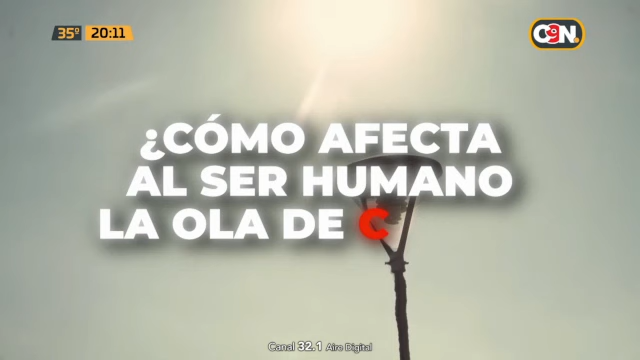 35º 20:11
C9N.
¿CÓMO AFECTA
AL SER HUMANO
LA OLA DE C
Canal 32.1 Aire Digital